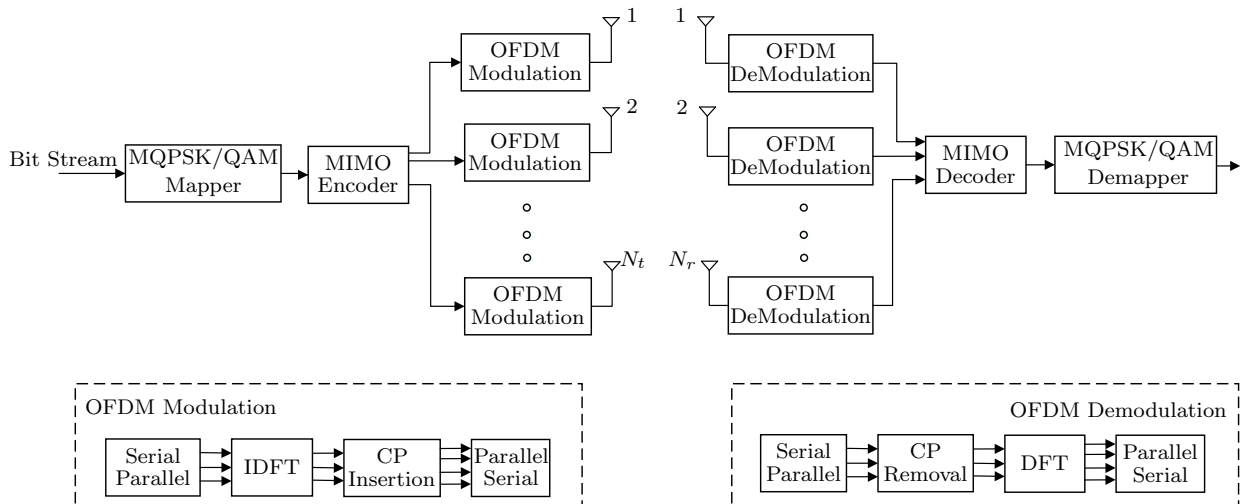 1
OFDM
Modulation
1
OFDM
DeModulation
2
OFDM
Modulation
2
OFDM
DeModulation
Bit Stream
MQPSK/QAM
Mapper
MIMO
Encoder
MIMO
Decoder
MQPSK/QAM
Demapper
N_t
OFDM
Modulation
N_r
OFDM
DeModulation
OFDM Modulation
Serial
Parallel
IDFT
CP
Insertion
Parallel
Serial
OFDM Demodulation
Serial
Parallel
CP
Removal
DFT
Parallel
Serial